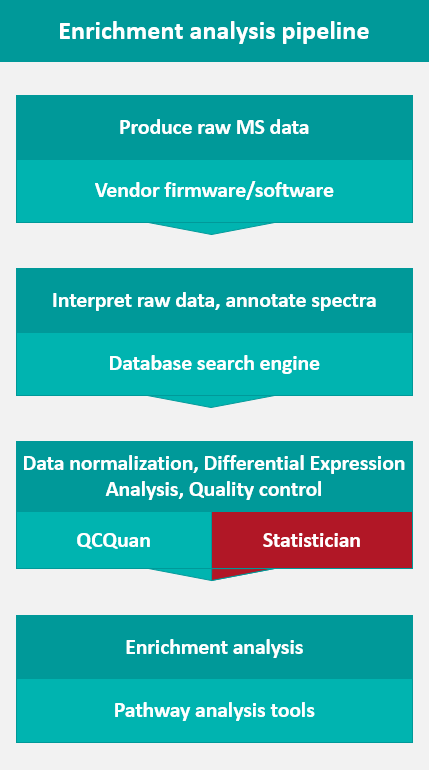 Enrichment analysis pipeline
Produce raw MS data
Vendor firmware/software
Interpret raw data, annotate spectra
Database search engine
Data normalization, Differential Expression
Analysis, Quality control
QCQuan
Statistician
Enrichment analysis
Pathway analysis tools